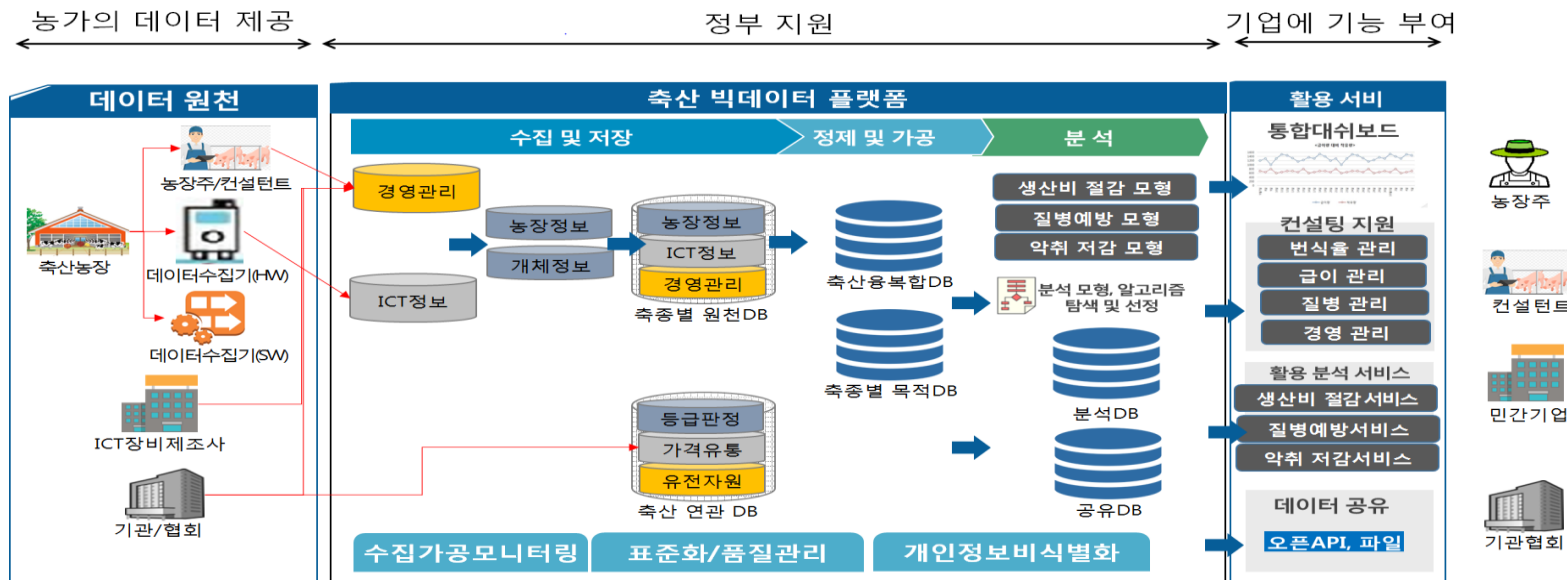 농가의 데이터 제공
정부 지원
기업에 기능 부여
데이터 원천
농장주/컨설턴트
축산농장
데이터수집기(HW)
데이터수집기(SW)
ICT장비제조사
기관/협회
축산 빅데이터 플랫폼
수집 및 저장
정제 및 가공
분 석
경영관리
ICT정보
농장정보
개체정보
농장정보
ICT정보
경영관리
축종별 원천DB
등급판정
가격유통
유전자원
축산 연관 DB
축산융복합DB
축종별 목적DB
생산비 절감 모형
질병예방 모형
악취 저감 모형
분석 모형, 알고리즘
탐색 및 선정
분석DB
공유DB
수집가공모니터링
표준화/품질관리
개인정보비식별화
활용 서비
통합대쉬보드
컨설팅 지원
번식율 관리
급이 관리
질병 관리
경영 관리
활용 분석 서비스
생산비 절감서비스
질병예방서비스
악취 저감서비스
데이터 공유
오픈API, 파일
농장주
컨설턴트
민간기업
기관협회